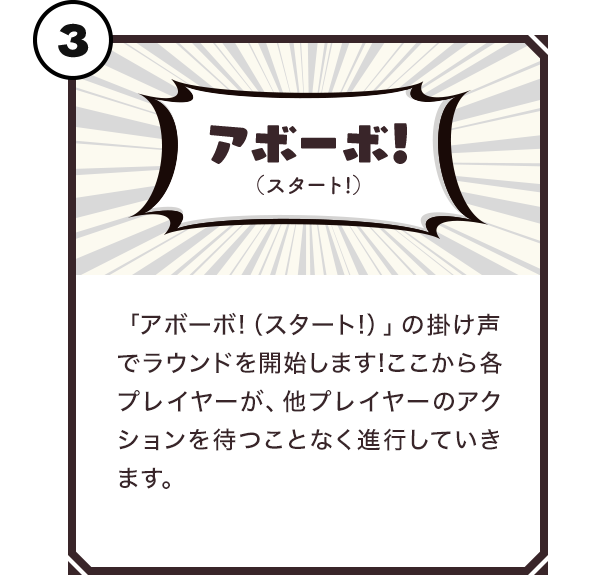 3
アボーボ!
（スタート!）
「アボーボ!（スタート!）」の掛け声
でラウンドを開始します!ここから各
プレイヤーが、他プレイヤーのアク
ションを待つことなく進行していき
ます。